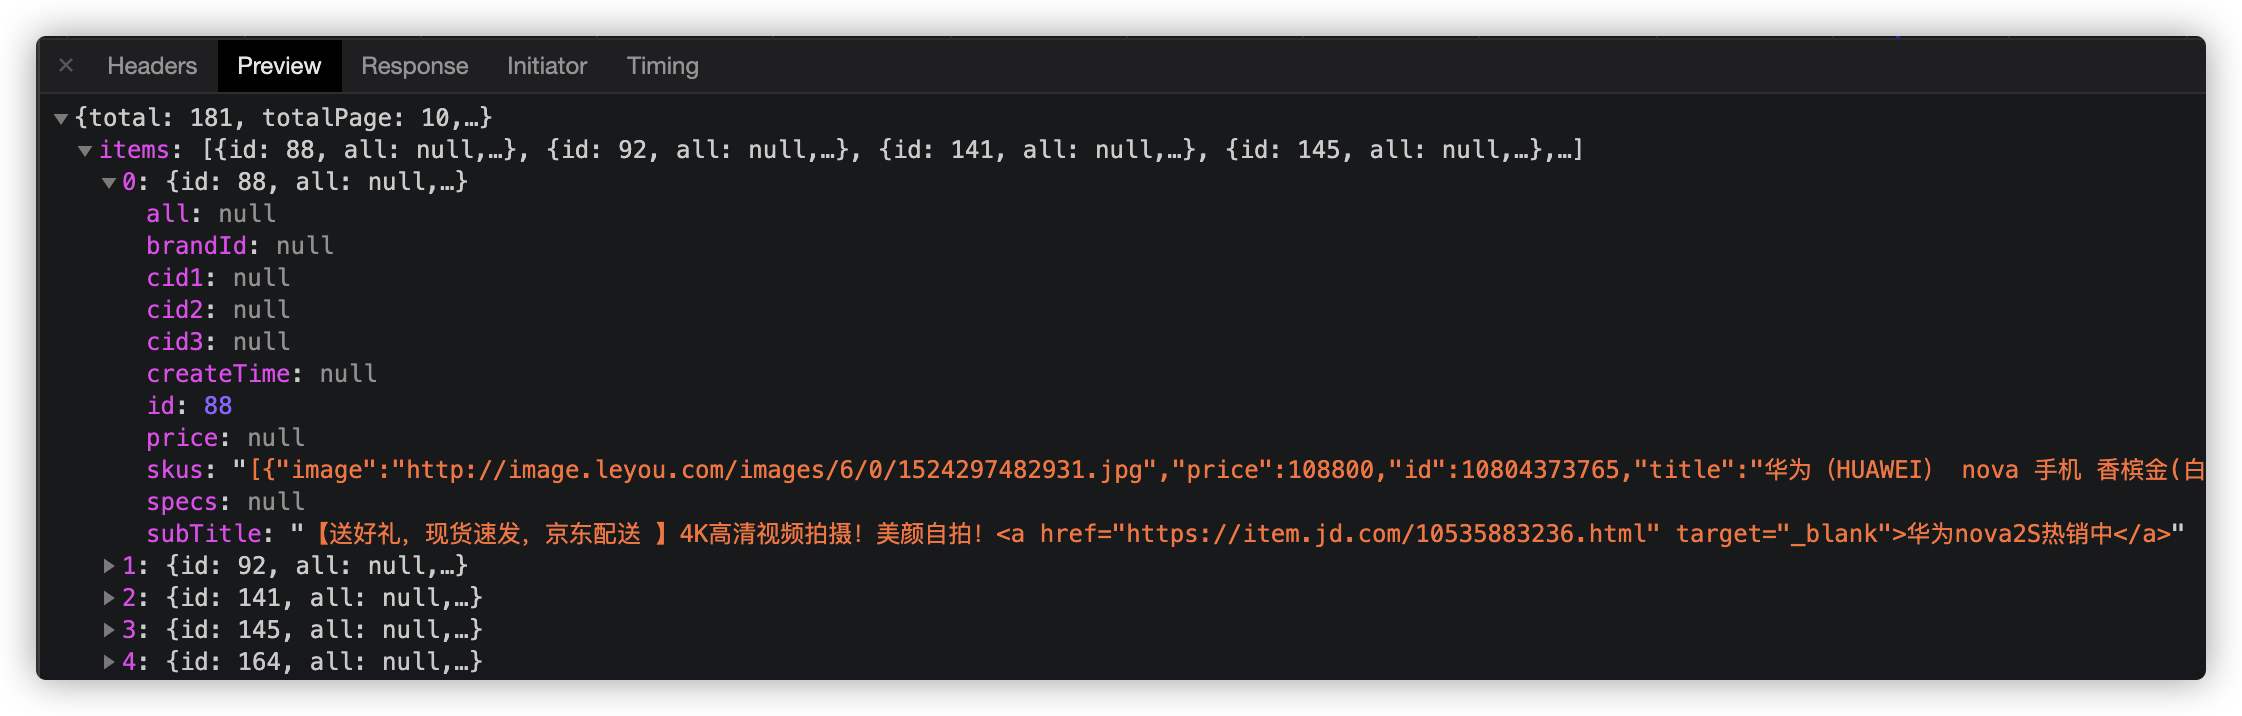 × Headers Preview Response Initiator Timing
▼{total: 181, totalPage: 10,…}
▼items: [{id: 88, all: null,…}, {id: 92, all: null,…}, {id: 141, all: null,…}, {id: 145, all: null,…},…]
▼0: {id: 88, all: null,…}
all: null
brandId: null
cid1: null
cid2: null
cid3: null
createTime: null
id: 88
price: null
skus: "[{"image":"http://image.leyou.com/images/6/0/1524297482931.jpg","price":108800,"id":10804373765,"title":"华为（HUAWEI） nova 手机 香槟金(白
specs: null
subTitle: "【送好礼，现货速发，京东配送 】4K高清视频拍摄！美颜自拍！<a href="https://item.jd.com/10535883236.html" target="_blank">华为nova2S热销中</a>"
▶1: {id: 92, all: null,…}
▶2: {id: 141, all: null,…}
▶3: {id: 145, all: null,…}
▶4: {id: 164, all: null,…}